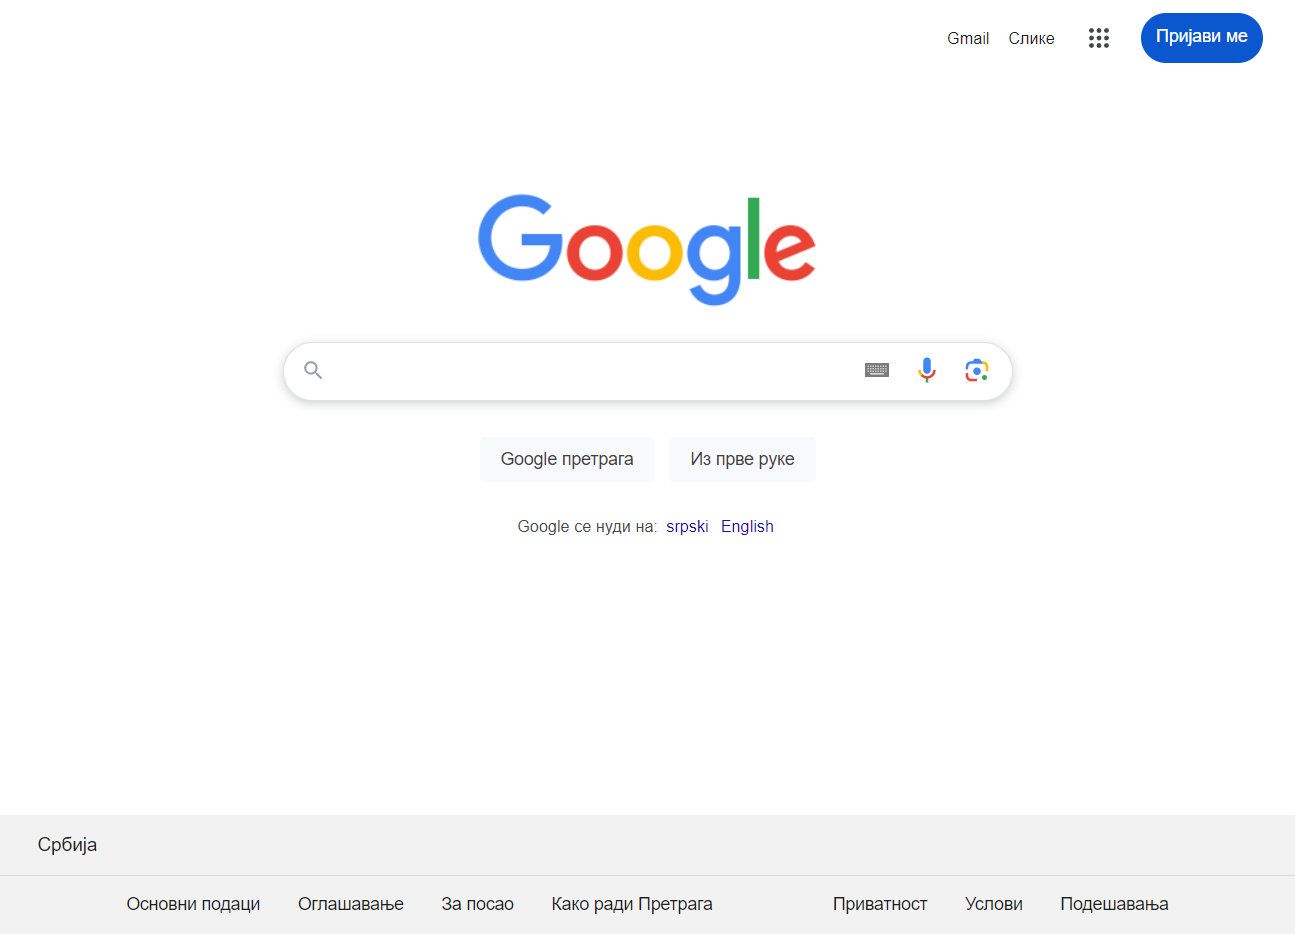 Gmail Слике Пријави ме
Google
Google претрага Из прве руке
Google се нуди на: srpski English
Србија
Основни подаци Оглашавање За посао Како ради Претрага Приватност Услови Подешавања